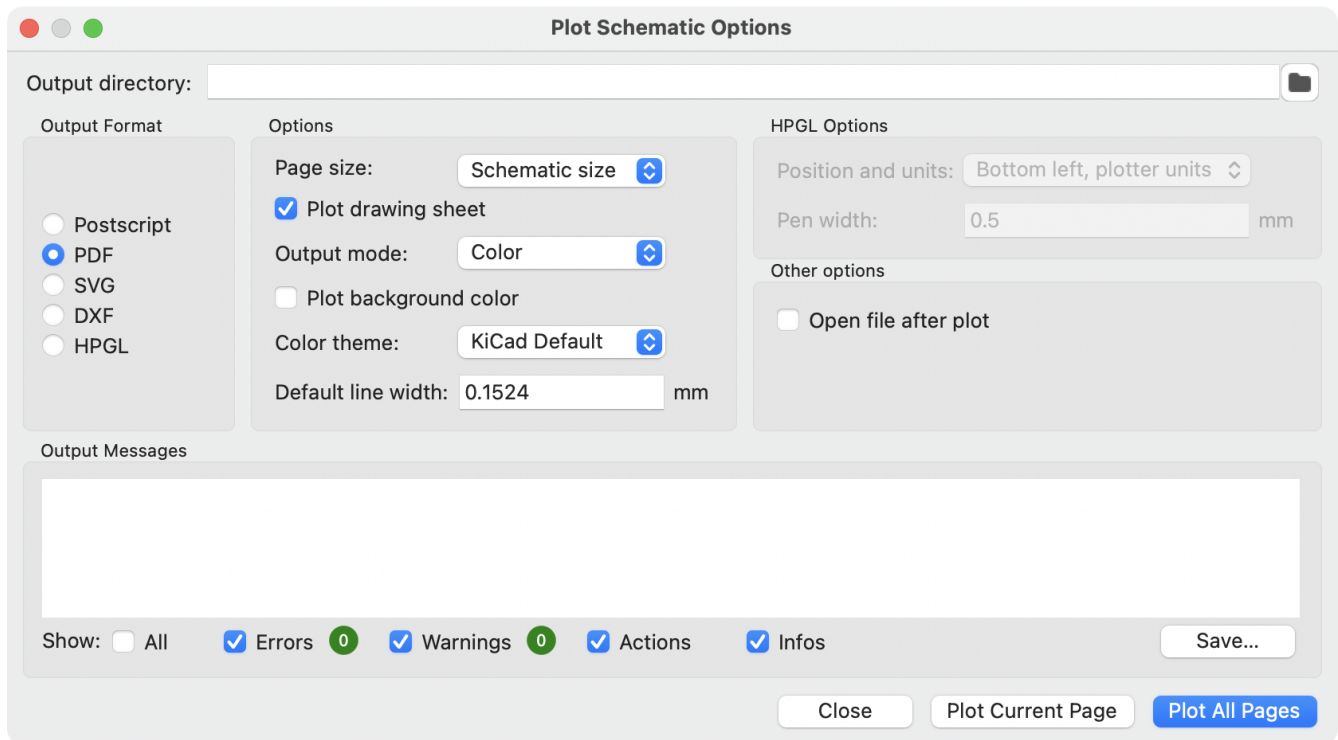 Plot Schematic Options
Output directory:
Output Format
Postscript
PDF
SVG
DXF
HPGL
Options
Page size: Schematic size
Plot drawing sheet
Output mode: Color
Plot background color
Color theme: KiCad Default
Default line width: 0.1524 mm
HPGL Options
Position and units: Bottom left, plotter units
Pen width: 0.5 mm
Other options
Open file after plot
Output Messages
Show: All Errors 0 Warnings 0 Actions Infos Save...
Close Plot Current Page Plot All Pages